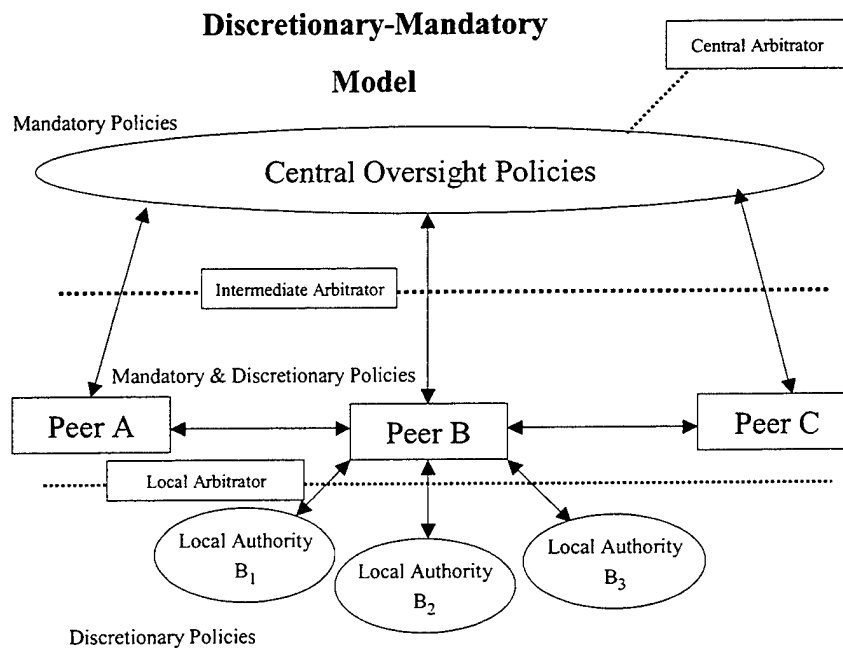 Discretionary-Mandatory
Model
Central Arbitrator
Mandatory Policies
Central Oversight Policies
Intermediate Arbitrator
Mandatory & Discretionary Policies
Peer A
Peer B
Peer C
Local Arbitrator
Local Authority
B1
Local Authority
B2
Local Authority
B3
Discretionary Policies